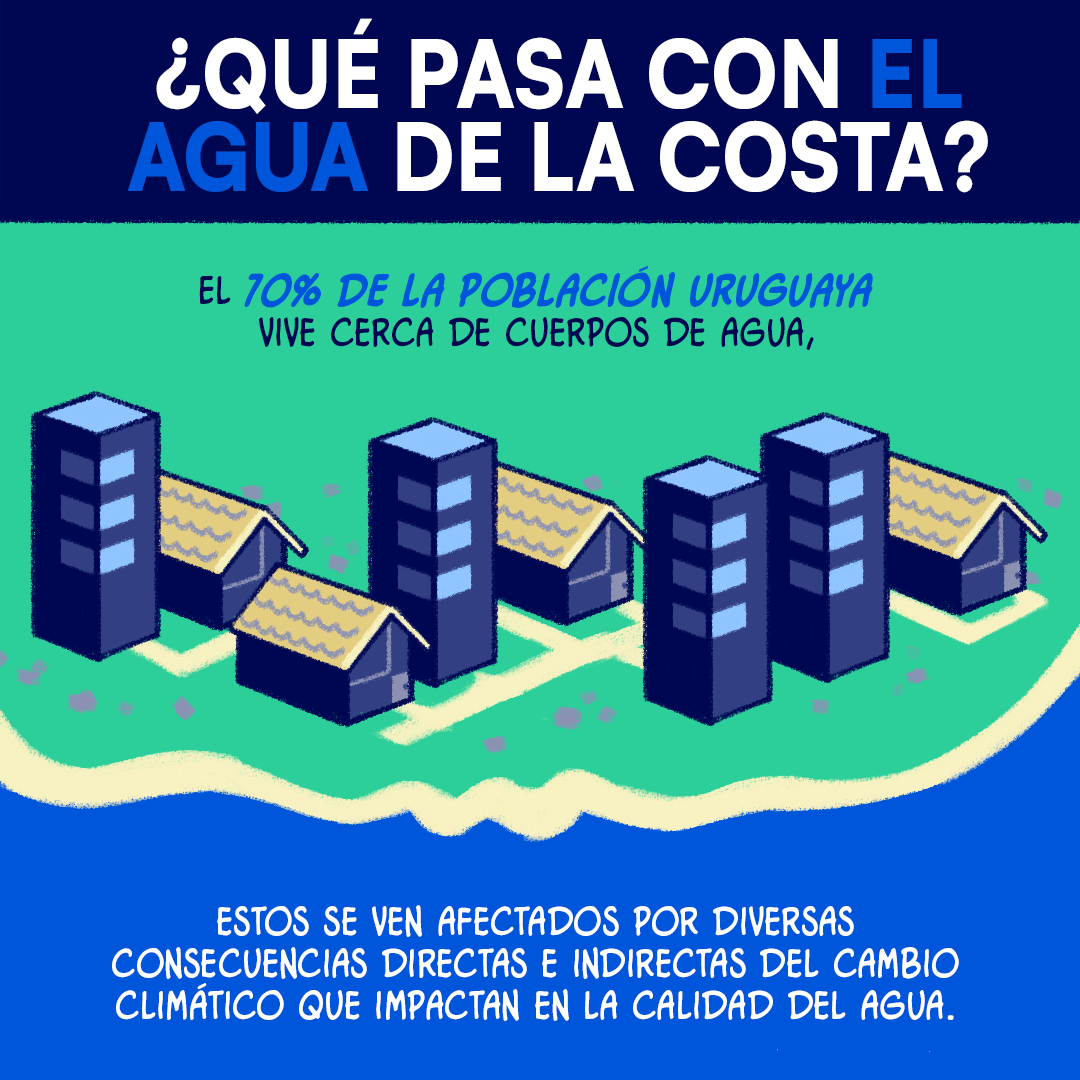 ¿QUÉ PASA CON EL
AGUA DE LA COSTA?
EL 70% DE LA POBLACIÓN URUGUAYA
VIVE CERCA DE CUERPOS DE AGUA,
ESTOS SE VEN AFECTADOS POR DIVERSAS
CONSECUENCIAS DIRECTAS E INDIRECTAS DEL CAMBIO
CLIMÁTICO QUE IMPACTAN EN LA CALIDAD DEL AGUA.